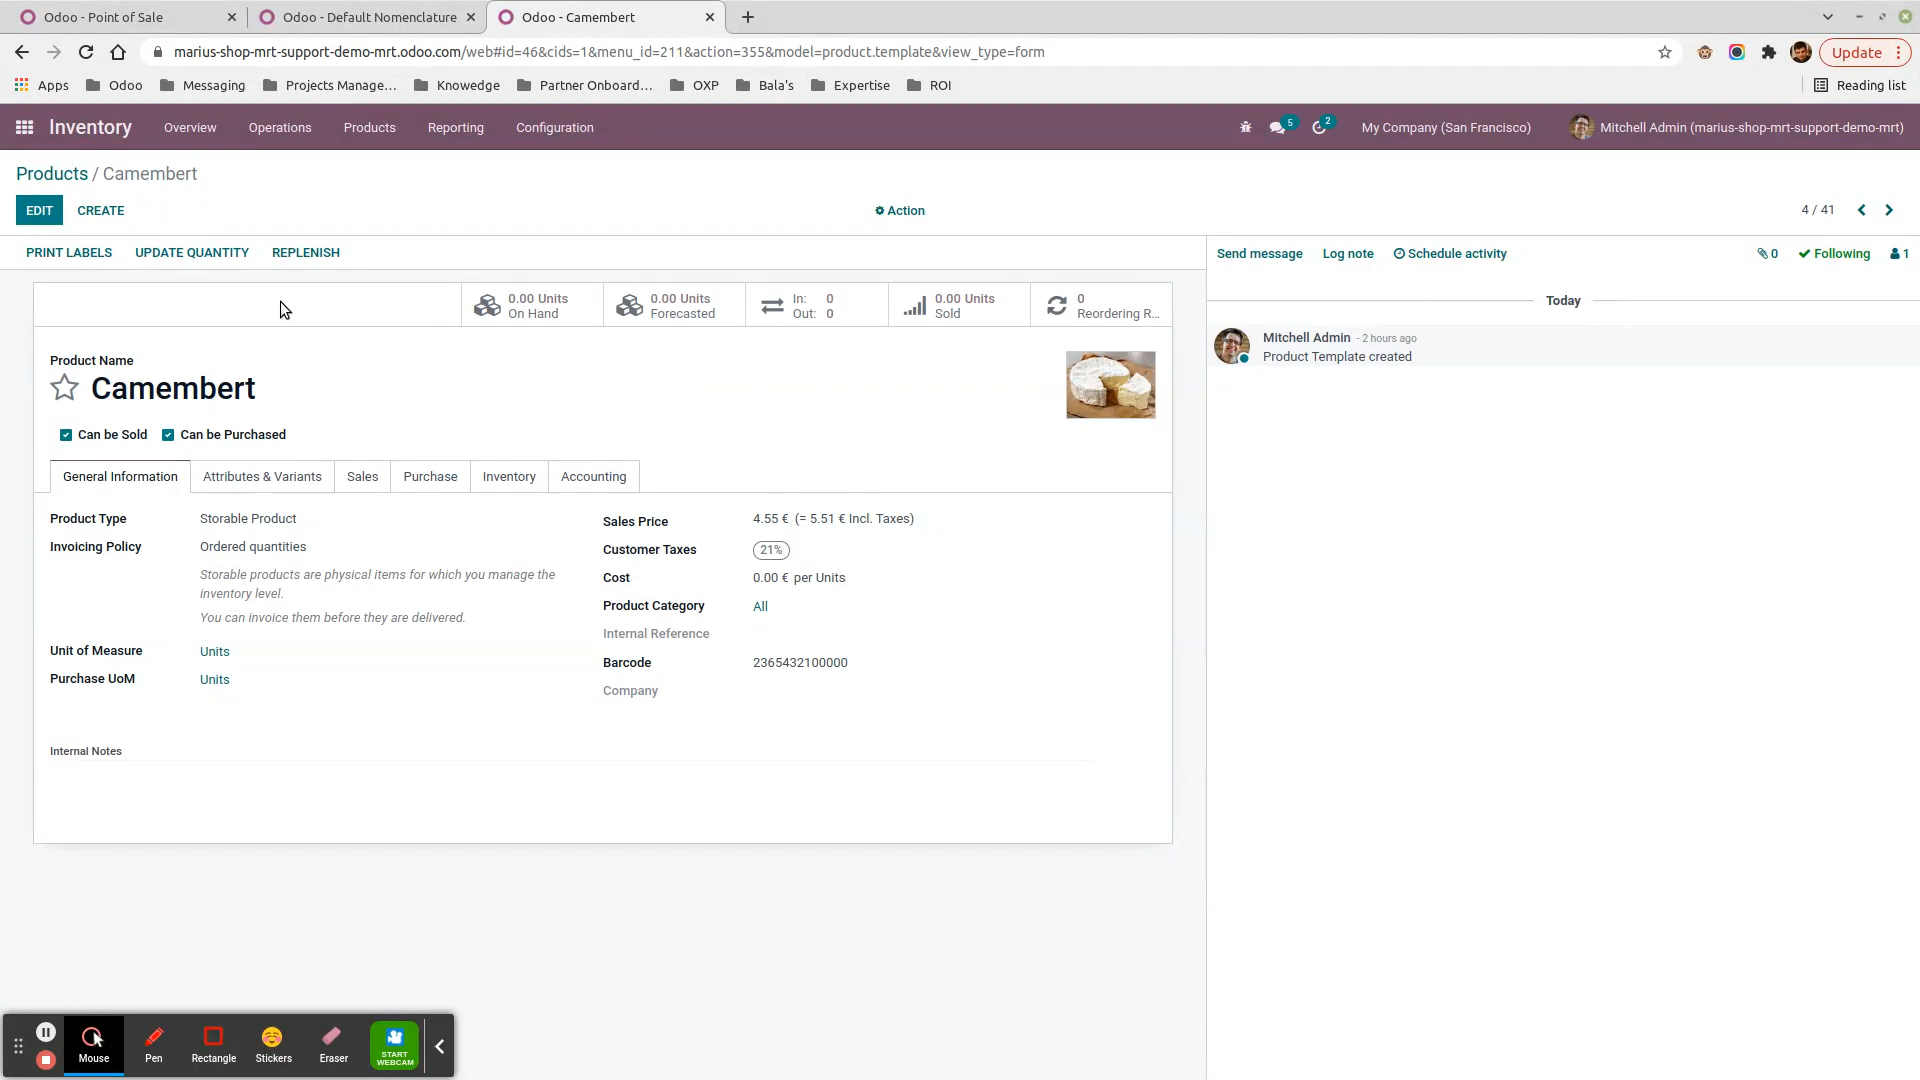 Odoo - Point of Sale
Odoo - Default Nomenclature
Odoo - Camembert
marius-shop-mrt-support-demo-mrt.odoo.com/web#id=46&cids=1&menu_id=211&action=355&model=product.template&view_type=form
Update
Apps
Odoo
Messaging
Projects Manage...
Knowedge
Partner Onboard...
OXP
Bala's
Expertise
ROI
Reading list
Inventory
Overview
Operations
Products
Reporting
Configuration
5
2
My Company (San Francisco)
Mitchell Admin (marius-shop-mrt-support-demo-mrt)
Products / Camembert
EDIT
CREATE
Action
4 / 41
PRINT LABELS
UPDATE QUANTITY
REPLENISH
Send message
Log note
Schedule activity
0
Following
1
0.00 Units
On Hand
0.00 Units
Forecasted
In: 0
Out: 0
0.00 Units
Sold
0
Reordering R...
Today
Mitchell Admin - 2 hours ago
Product Template created
Product Name
Camembert
Can be Sold
Can be Purchased
General Information
Attributes & Variants
Sales
Purchase
Inventory
Accounting
Product Type Storable Product
Invoicing Policy Ordered quantities
Storable products are physical items for which you manage the
inventory level.
You can invoice them before they are delivered.
Unit of Measure Units
Purchase UoM Units
Sales Price 4.55 € (= 5.51 € Incl. Taxes)
Customer Taxes 21%
Cost 0.00 € per Units
Product Category All
Internal Reference
Barcode 2365432100000
Company
Internal Notes
Mouse
Pen
Rectangle
Stickers
Eraser
START
WEBCAM